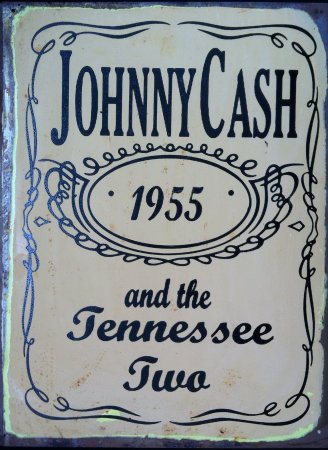 JOHNNY CASH
· 1955 ·
and the
Tennessee
Two